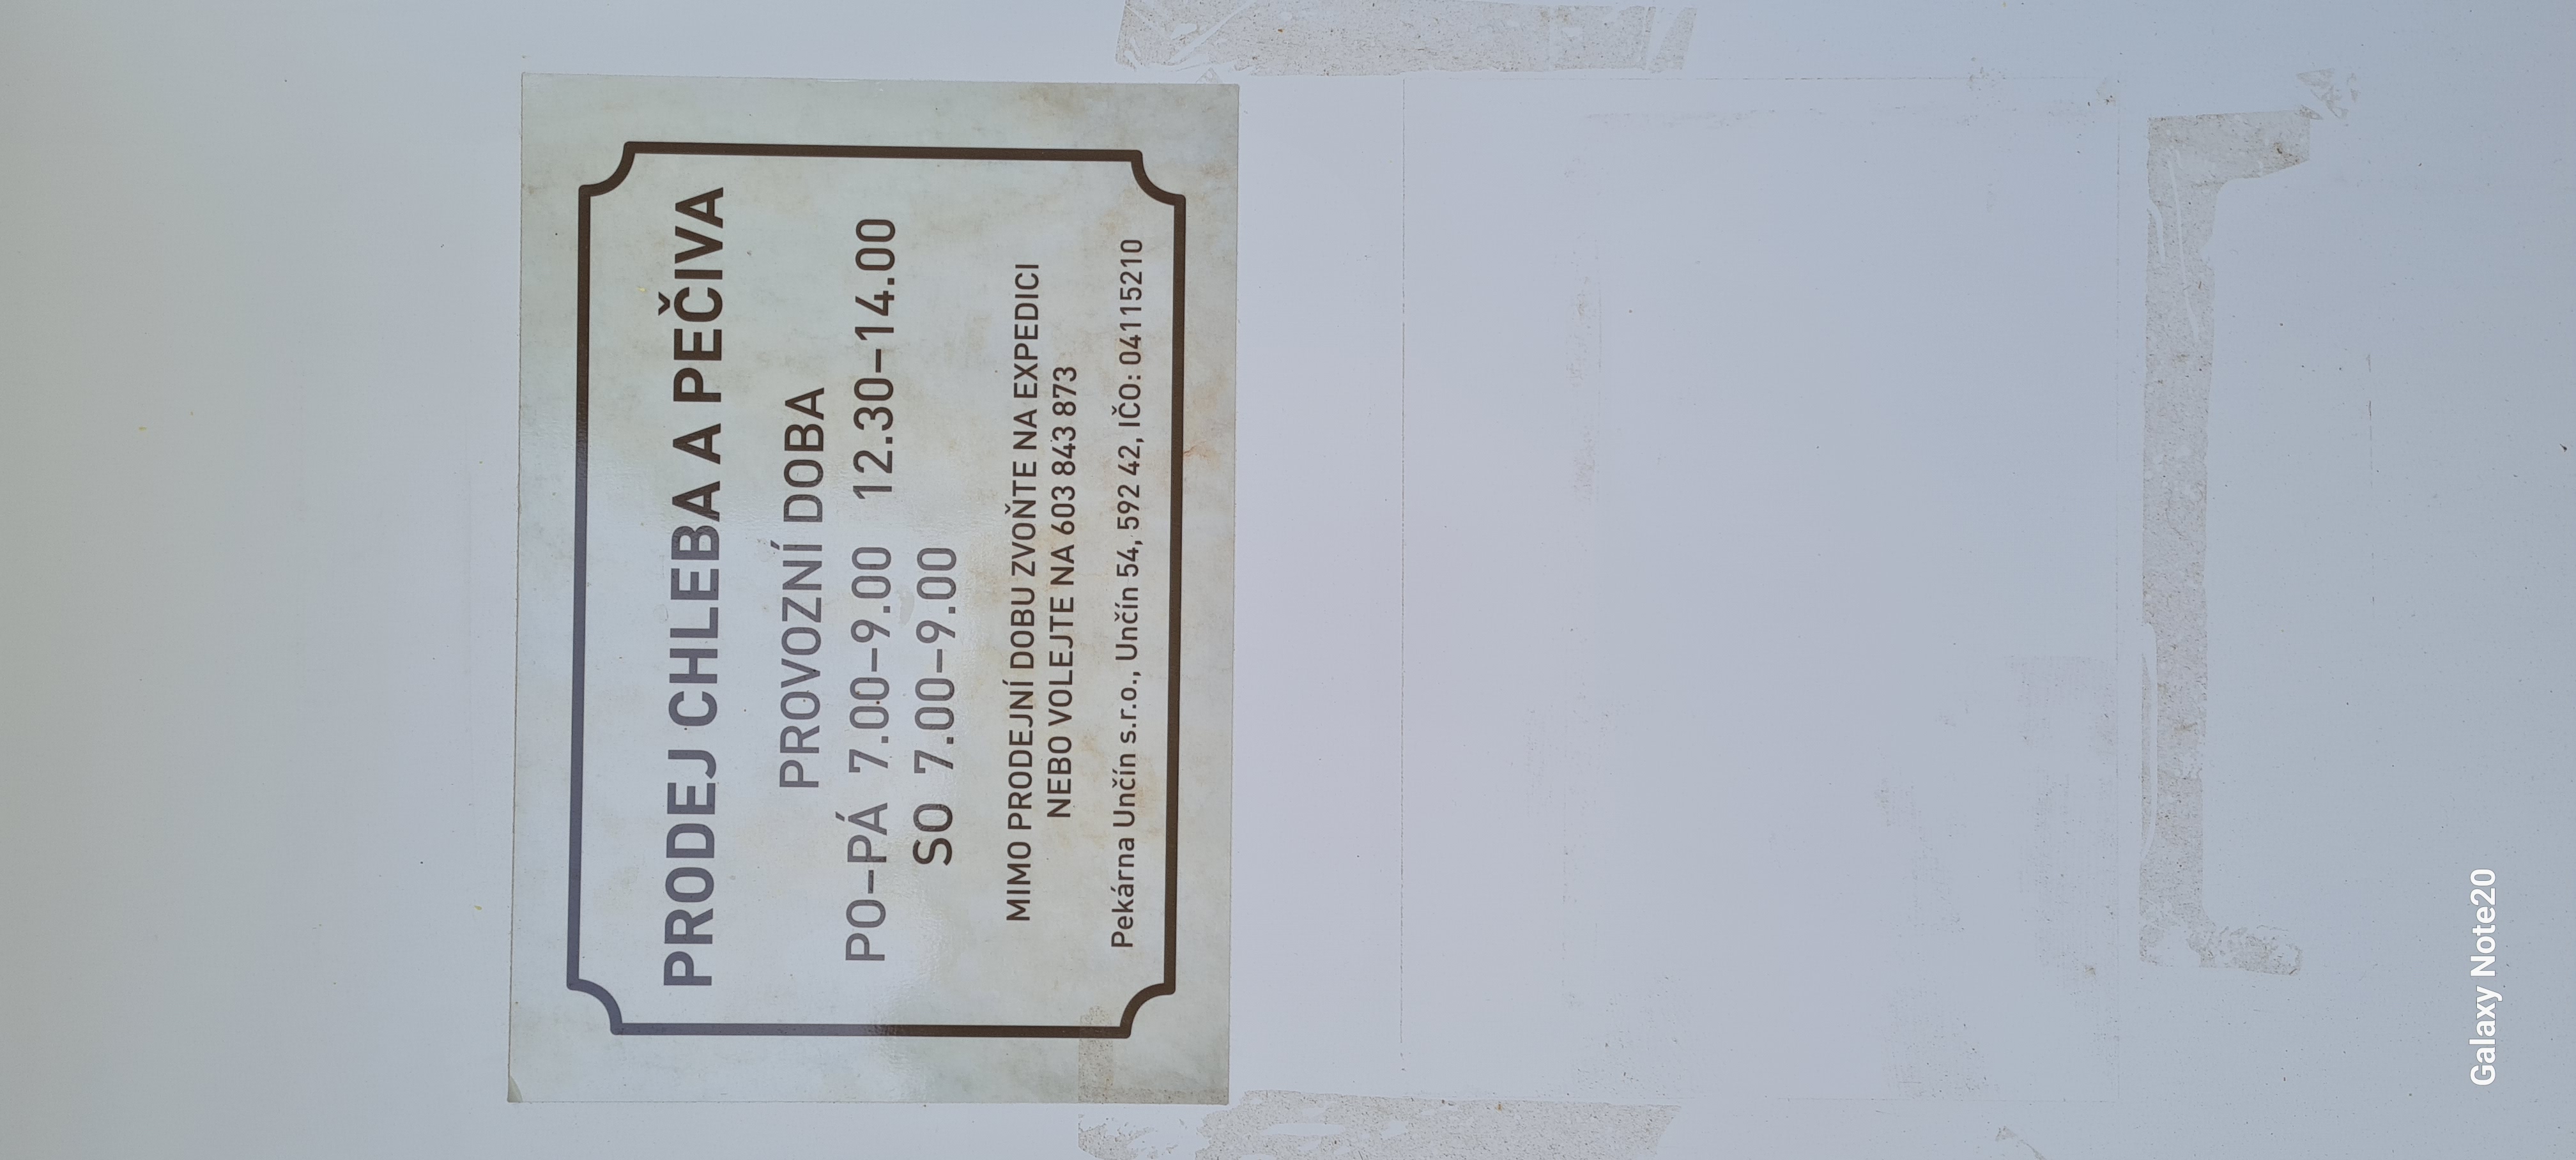 PRODEJ CHLEBA A PEČIVA
PROVOZNÍ DOBA
PO–PÁ 7.00–9.00 12.30–14.00
SO 7.00–9.00
MIMO PRODEJNÍ DOBU ZVOŇTE NA EXPEDICI
NEBO VOLEJTE NA 603 843 873
Pekárna Unčín s.r.o., Unčín 54, 592 42, IČO: 04115210
Galaxy Note20